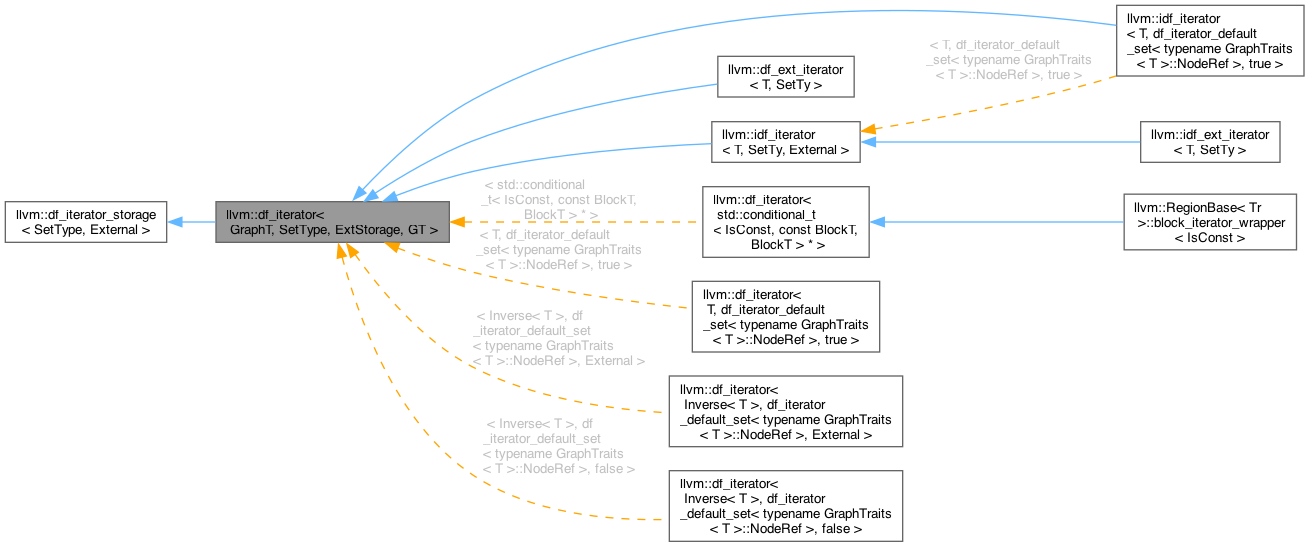 llvm::idf_iterator
< T, df_iterator_default
_set< typename GraphTraits
< T >::NodeRef >, true >
< T, df_iterator_default
_set< typename GraphTraits
< T >::NodeRef >, true >
llvm::df_ext_iterator
< T, SetTy >
llvm::idf_iterator
< T, SetTy, External >
llvm::idf_ext_iterator
< T, SetTy >
< std::conditional
_t< IsConst, const BlockT,
BlockT > * >
llvm::df_iterator<
std::conditional_t
< IsConst, const BlockT,
BlockT > * >
llvm::RegionBase< Tr
>::block_iterator_wrapper
< IsConst >
llvm::df_iterator_storage
< SetType, External >
llvm::df_iterator<
GraphT, SetType, ExtStorage, GT >
< T, df_iterator_default
_set< typename GraphTraits
< T >::NodeRef >, true >
llvm::df_iterator<
T, df_iterator_default
_set< typename GraphTraits
< T >::NodeRef >, true >
< Inverse< T >, df
_iterator_default_set
< typename GraphTraits
< T >::NodeRef >, External >
llvm::df_iterator<
Inverse< T >, df_iterator
_default_set< typename GraphTraits
< T >::NodeRef >, External >
< Inverse< T >, df
_iterator_default_set
< typename GraphTraits
< T >::NodeRef >, false >
llvm::df_iterator<
Inverse< T >, df_iterator
_default_set< typename GraphTraits
< T >::NodeRef >, false >